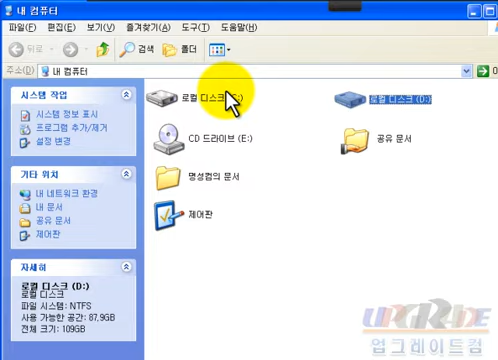 내 컴퓨터
파일(F) 편집(E) 보기(V) 즐겨찾기(A) 도구(T) 도움말(H)
뒤로 검색 폴더
주소(D) 내 컴퓨터
시스템 작업
시스템 정보 표시
프로그램 추가/제거
설정 변경
기타 위치
내 네트워크 환경
내 문서
공유 문서
제어판
자세히
로컬 디스크 (D:)
로컬 디스크
파일 시스템: NTFS
사용 가능한 공간: 87,9GB
전체 크기: 109GB
로컬 디스크
로컬 디스크 (D:)
CD 드라이브 (E:)
공유 문서
명성컴의 문서
제어판
UPGRADE
업그레이드컴